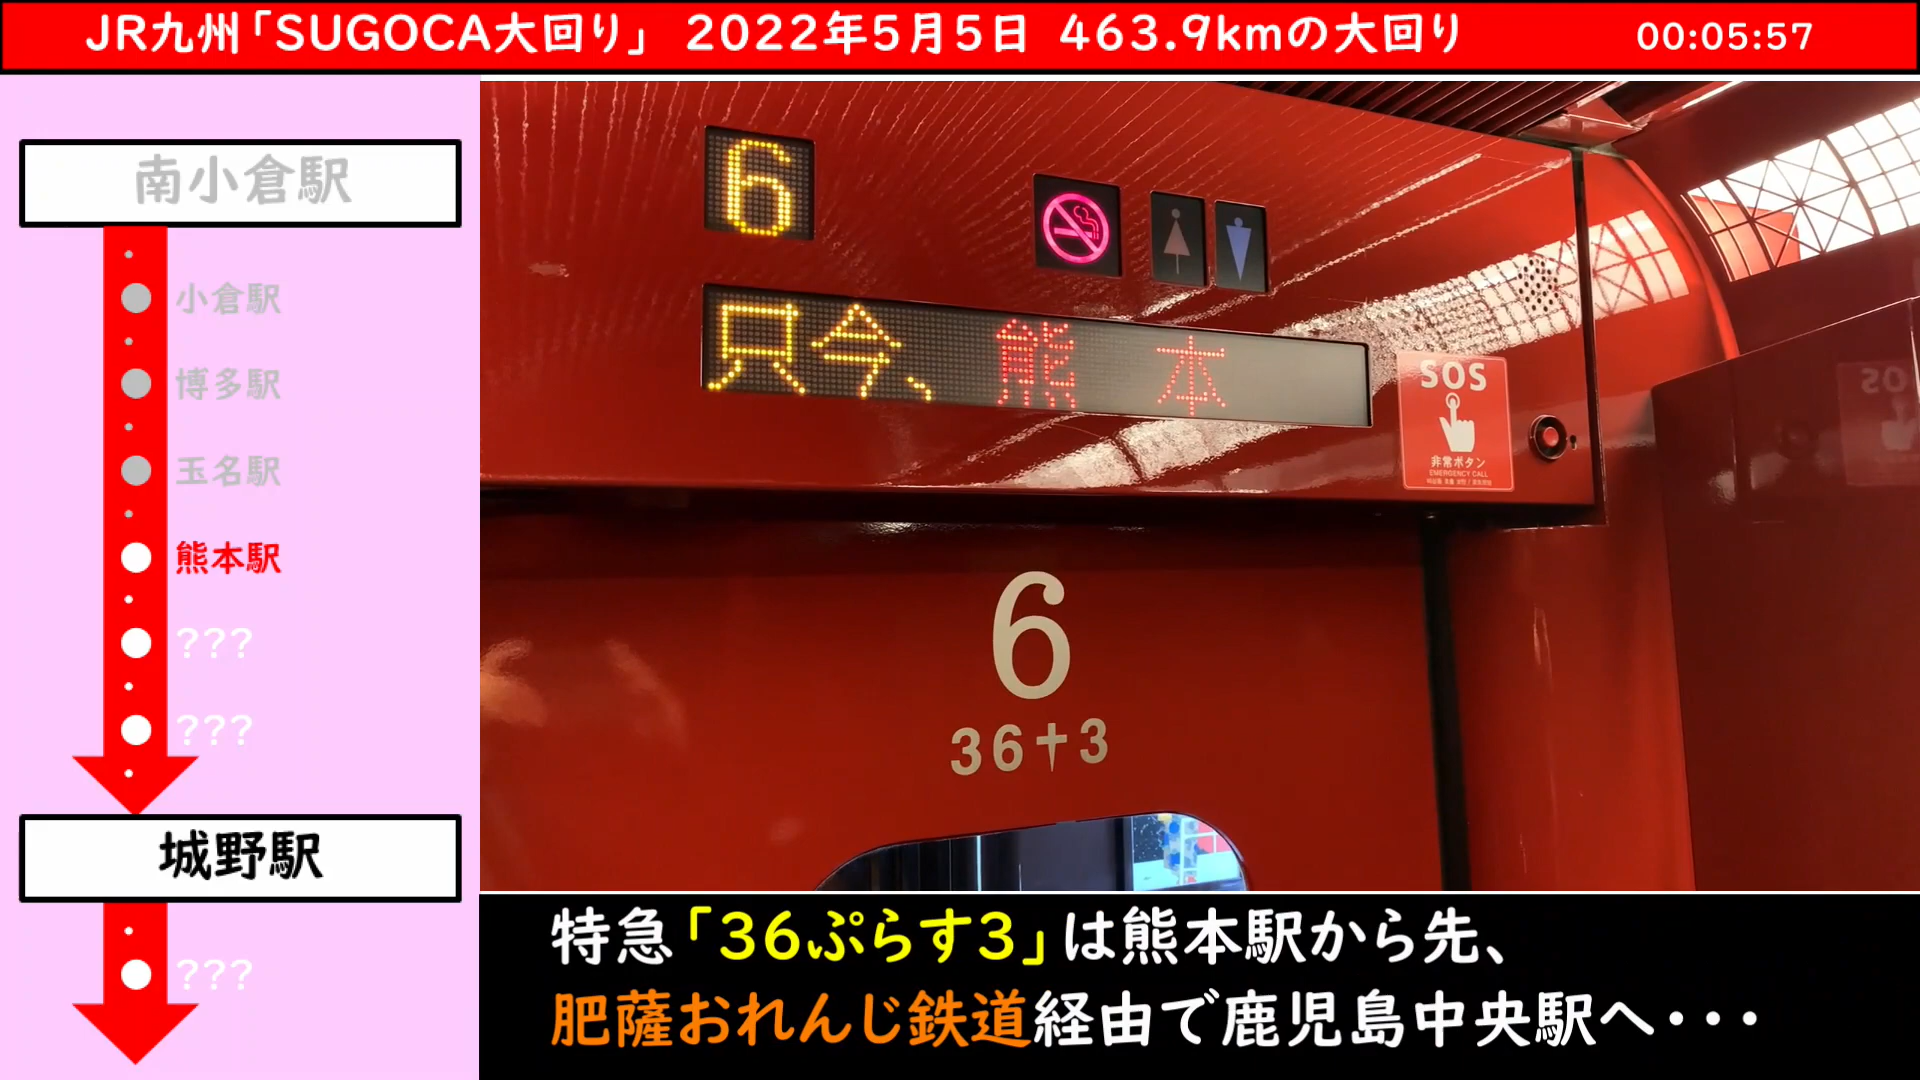 JR九州「SUGOCA大回り」 2022年5月5日 463.9kmの大回り
00:05:57
南小倉駅
小倉駅
博多駅
玉名駅
熊本駅
???
???
城野駅
???
6
只今、熊 本
SOS
非常ボタン
EMERGENCY CALL
6
36+3
特急「36ぷらす3」は熊本駅から先、
肥薩おれんじ鉄道経由で鹿児島中央駅へ・・・